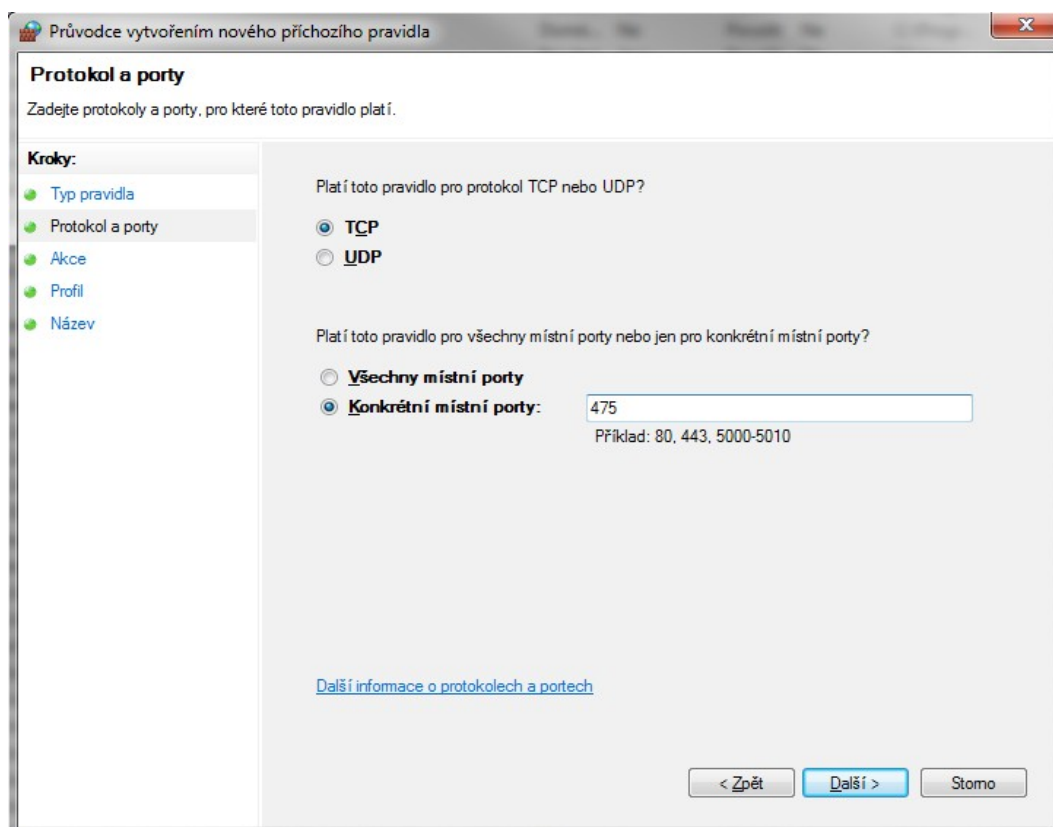 Průvodce vytvořením nového příchozího pravidla
Protokol a porty
Zadejte protokoly a porty, pro které toto pravidlo platí.
Kroky:
Typ pravidla
Protokol a porty
Akce
Profil
Název
Platí toto pravidlo pro protokol TCP nebo UDP?
TCP
UDP
Platí toto pravidlo pro všechny místní porty nebo jen pro konkrétní místní porty?
Všechny místní porty
Konkrétní místní porty: 475
Příklad: 80, 443, 5000-5010
Další informace o protokolech a portech
< Zpět Další > Storno